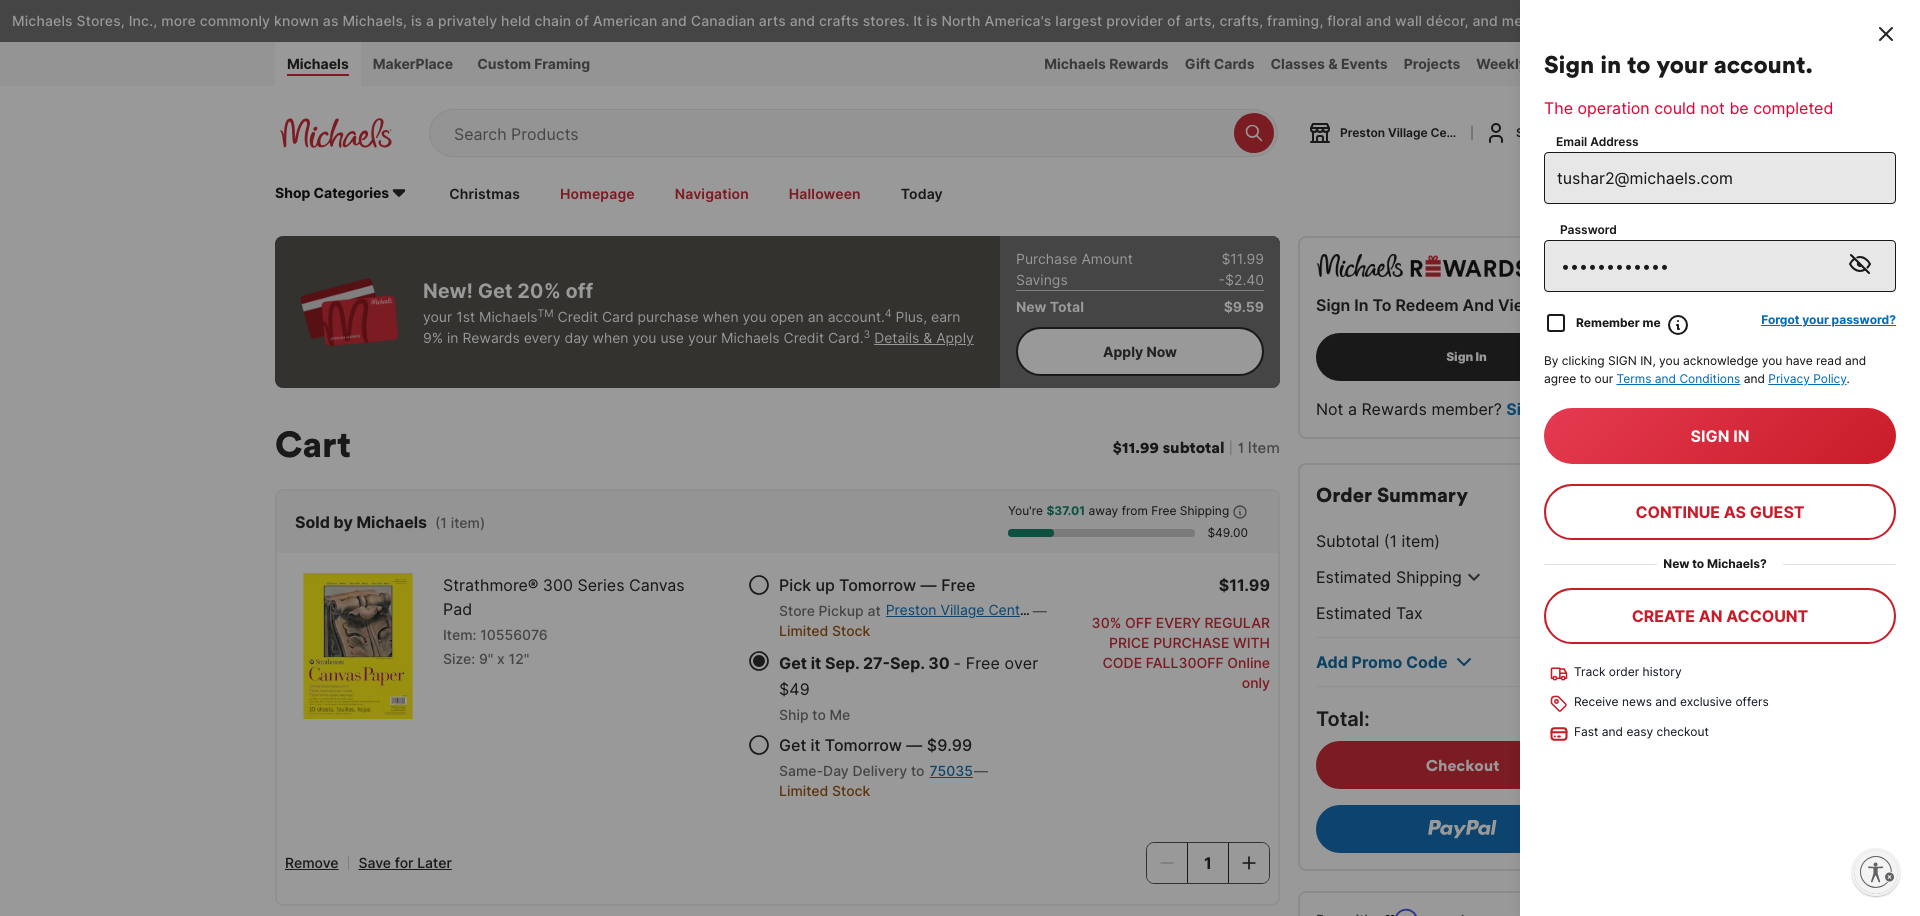 Michaels Stores, Inc., more commonly known as Michaels, is a privately held chain of American and Canadian arts and crafts stores. It is North America's largest provider of arts, crafts, framing, floral and wall décor, and
Michaels MakerPlace Custom Framing
Michaels Rewards Gift Cards Classes & Events Projects
Michaels
Search Products
Preston Village Ce...
Shop Categories Christmas Homepage Navigation Halloween Today
New! Get 20% off
your 1st Michaels™ Credit Card purchase when you open an account.4 Plus, earn
9% in Rewards every day when you use your Michaels Credit Card.3 Details & Apply
Purchase Amount $11.99
Savings -$2.40
New Total $9.59
Apply Now
Cart
$11.99 subtotal | 1 Item
Sold by Michaels (1 item)
You're $37.01 away from Free Shipping
$49.00
Strathmore
Canvas Paper
Strathmore® 300 Series Canvas
Pad
Item: 10556076
Size: 9" x 12"
Pick up Tomorrow — Free
Store Pickup at Preston Village Cent... —
Limited Stock
Get it Sep. 27-Sep. 30 - Free over
$49
Ship to Me
Get it Tomorrow — $9.99
Same-Day Delivery to 75035—
Limited Stock
$11.99
30% OFF EVERY REGULAR
PRICE PURCHASE WITH
CODE FALL30OFF Online
only
Remove | Save for Later
1
Michaels REWARDS
Sign In To Redeem And
Sign In
Not a Rewards member?
Order Summary
Subtotal (1 item)
Estimated Shipping
Estimated Tax
Add Promo Code
Total:
Checkout
PayPal
Sign in to your account.
The operation could not be completed
Email Address
tushar2@michaels.com
Password
Remember me
Forgot your password?
By clicking SIGN IN, you acknowledge you have read and
agree to our Terms and Conditions and Privacy Policy.
SIGN IN
CONTINUE AS GUEST
New to Michaels?
CREATE AN ACCOUNT
Track order history
Receive news and exclusive offers
Fast and easy checkout